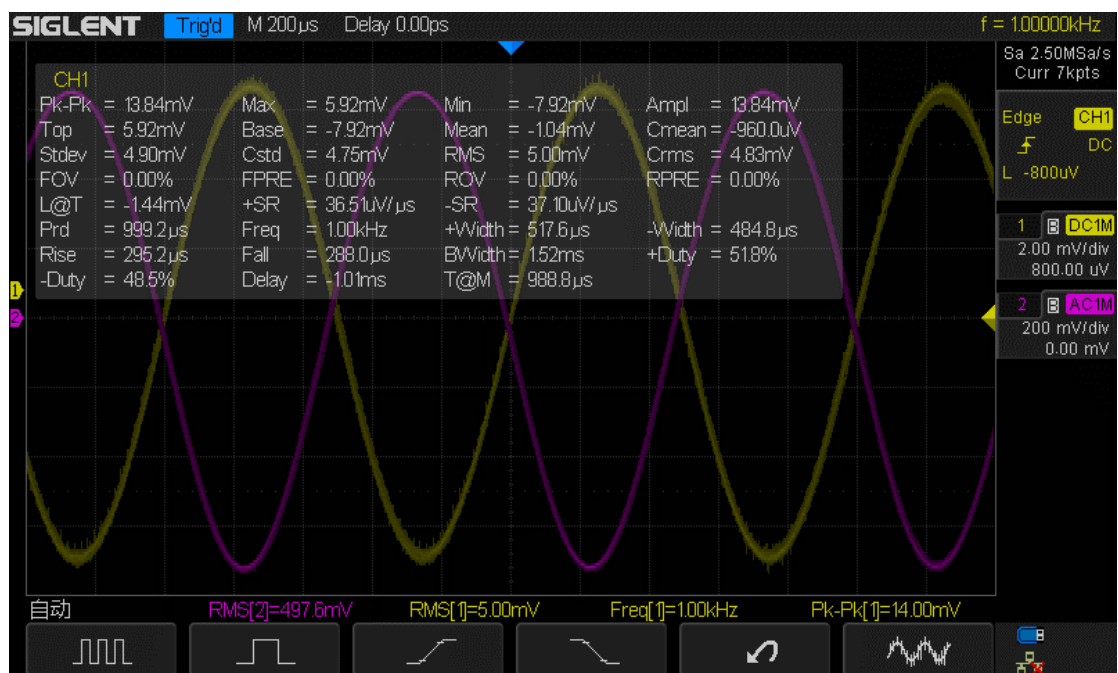 SIGLENT Trig'd M 200µs Delay 0.00ps f = 1.00000kHz
Sa 2.50MSa/s
Curr 7kpts
CH1
Pk-Pk = 13.84mV Max = 5.92mV Min = -7.92mV Ampl = 13.84mV
Top = 5.92mV Base = -7.92mV Mean = -1.04mV Cmean = -960.0uV
Stdev = 4.90mV Cstd = 4.75mV RMS = 5.00mV Crms = 4.83mV
FOV = 0.00% FPRE = 0.00% ROV = 0.00% RPRE = 0.00%
L@T = -1.44mV +SR = 36.51uV/µs -SR = 37.10uV/µs
Prd = 999.2µs Freq = 1.00kHz +Width = 517.6µs -Width = 484.8µs
Rise = 295.2µs Fall = 288.0µs BWidth = 1.52ms +Duty = 51.8%
-Duty = 48.5% Delay = -1.01ms T@M = 988.8µs
Edge CH1
DC
L -800uV
1 B DC1M
2.00 mV/div
800.00 uV
2 B AC1M
200 mV/div
0.00 mV
1
2
自动 RMS[2]=497.6mV RMS[1]=5.00mV Freq[1]=1.00kHz Pk-Pk[1]=14.00mV